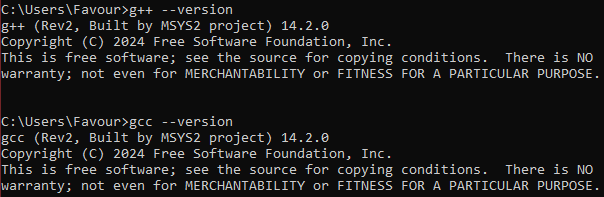 C:\Users\Favour>g++ --version
g++ (Rev2, Built by MSYS2 project) 14.2.0
Copyright (C) 2024 Free Software Foundation, Inc.
This is free software; see the source for copying conditions.  There is NO
warranty; not even for MERCHANTABILITY or FITNESS FOR A PARTICULAR PURPOSE.
C:\Users\Favour>gcc --version
gcc (Rev2, Built by MSYS2 project) 14.2.0
Copyright (C) 2024 Free Software Foundation, Inc.
This is free software; see the source for copying conditions.  There is NO
warranty; not even for MERCHANTABILITY or FITNESS FOR A PARTICULAR PURPOSE.